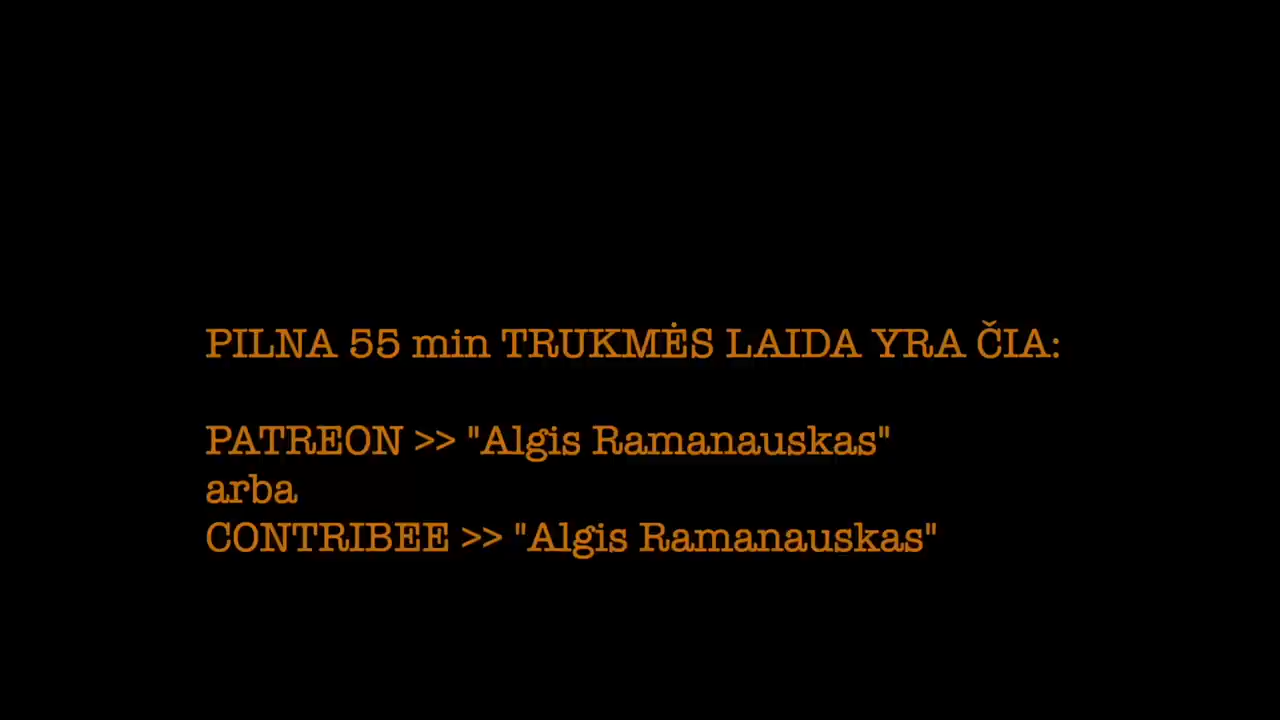 PILNA 55 min TRUKMĖS LAIDA YRA ČIA:
PATREON >> "Algis Ramanauskas"
arba
CONTRIBEE >> "Algis Ramanauskas"